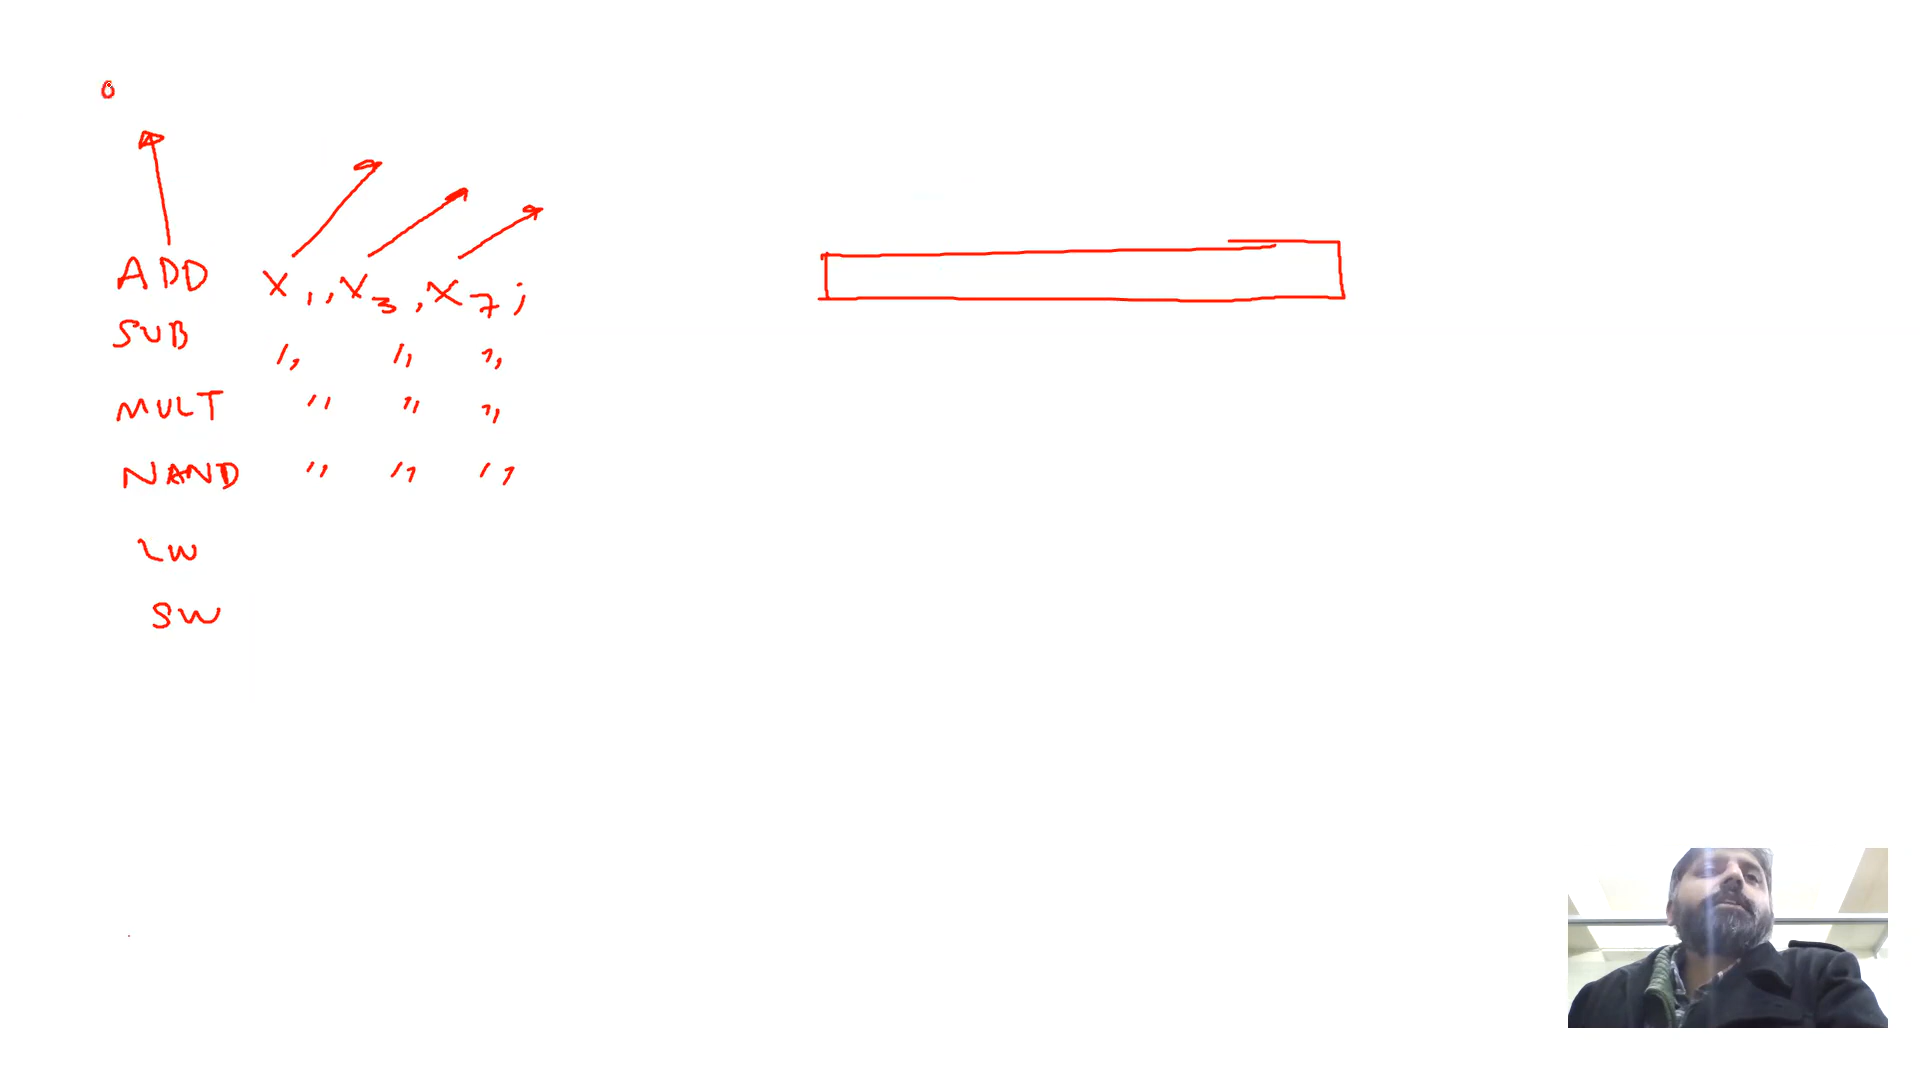 0
ADD X1, X3, X7;
SUB " " "
MULT " " "
NAND " " "
LW
SW